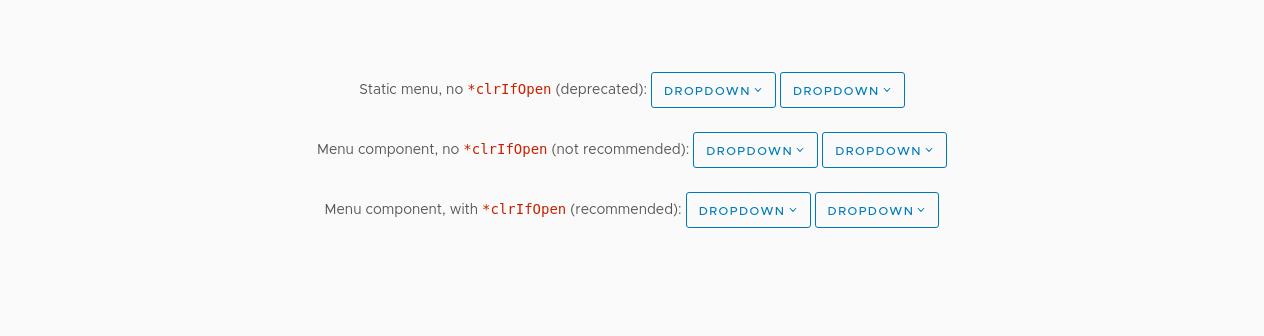 Static menu, no *clrIfOpen (deprecated): DROPDOWN DROPDOWN
Menu component, no *clrIfOpen (not recommended): DROPDOWN DROPDOWN
Menu component, with *clrIfOpen (recommended): DROPDOWN DROPDOWN